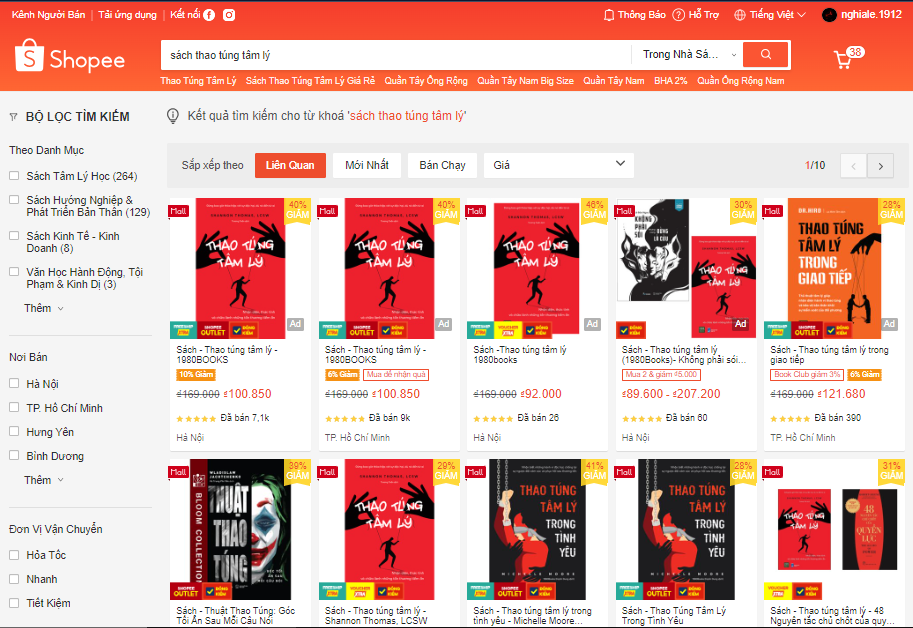 Kênh Người Bán | Tải ứng dụng | Kết nối
Thông Báo Hỗ Trợ Tiếng Việt nghiale.1912
Shopee
sách thao túng tâm lý
Trong Nhà Sá...
38
Thao Túng Tâm Lý Sách Thao Túng Tâm Lý Giá Rẻ Quần Tây Ống Rộng Quần Tây Nam Big Size Quần Tây Nam BHA 2% Quần Ống Rộng Nam
BỘ LỌC TÌM KIẾM
Theo Danh Mục
Sách Tâm Lý Học (264)
Sách Hướng Nghiệp &
Phát Triển Bản Thân (129)
Sách Kinh Tế - Kinh
Doanh (8)
Văn Học Hành Động, Tội
Phạm & Kinh Dị (3)
Thêm
Nơi Bán
Hà Nội
TP. Hồ Chí Minh
Hưng Yên
Bình Dương
Thêm
Đơn Vị Vận Chuyển
Hỏa Tốc
Nhanh
Tiết Kiệm
Kết quả tìm kiếm cho từ khoá 'sách thao túng tâm lý'
Sắp xếp theo Liên Quan Mới Nhất Bán Chạy Giá
1/10
Mall
40%
GIẢM
SHANNON THOMAS, LCSW
THAO TÚNG
TÂM LÝ
SHOPEE
OUTLET
ĐỒNG
KIỂM
Ad
Sách - Thao túng tâm lý -
1980BOOKS
10% Giảm
₫169.000 ₫100.850
Đã bán 7,1k
Hà Nội
Mall
40%
GIẢM
SHANNON THOMAS, LCSW
THAO TÚNG
TÂM LÝ
SHOPEE
OUTLET
ĐỒNG
KIỂM
Ad
Sách - Thao túng tâm lý -
1980BOOKS
6% Giảm Mua để nhận quà
₫169.000 ₫100.850
Đã bán 9k
TP. Hồ Chí Minh
Mall
46%
GIẢM
SHANNON THOMAS, LCSW
THAO TÚNG
TÂM LÝ
VOUCHER
XTRA
ĐỒNG
KIỂM
Ad
Sách -Thao túng tâm lý
1980books
₫169.000 ₫92.000
Đã bán 26
Hà Nội
Mall
30%
GIẢM
KHÔNG
PHẢI
SÓI
ĐỪNG
LÀ CỪU
THAO TÚNG
TÂM LÝ
ĐỒNG
KIỂM
Ad
Sách - Thao túng tâm lý
(1980Books)- Không phải sói...
Mua 2 & giảm ₫5.000
₫89.600 - ₫207.200
Đã bán 60
Hà Nội
Mall
28%
GIẢM
THAO TÚNG
TÂM LÝ
TRONG
GIAO TIẾP
SHOPEE
OUTLET
ĐỒNG
KIỂM
Ad
Sách - Thao túng tâm lý trong
giao tiếp
Book Club giảm 3% 6% Giảm
₫169.000 ₫121.680
Đã bán 390
TP. Hồ Chí Minh
Mall
39%
GIẢM
WLADISLAW
JACHTCHENKO
BLOOM COLLECTION
THUẬT
THAO
TÚNG
SHOPEE
OUTLET
ĐỒNG
KIỂM
Sách - Thuật Thao Túng: Góc
Tối Ẩn Sau Mỗi Câu Nói
Mall
29%
GIẢM
SHANNON THOMAS, LCSW
THAO TÚNG
TÂM LÝ
VOUCHER
XTRA
ĐỒNG
KIỂM
Sách - Thao túng tâm lý -
Shannon Thomas, LCSW
Mall
41%
GIẢM
THAO TÚNG
TÂM LÝ
TRONG
TÌNH
YÊU
MICHELLE MOORE
SHOPEE
OUTLET
ĐỒNG
KIỂM
Sách - Thao túng tâm lý trong
tình yêu - Michelle Moore...
Mall
28%
GIẢM
THAO TÚNG
TÂM LÝ
TRONG
TÌNH
YÊU
MICHELLE MOORE
SHOPEE
OUTLET
ĐỒNG
KIỂM
Sách - Thao Túng Tâm Lý
Trong Tình Yêu
Mall
31%
GIẢM
THAO TÚNG
TÂM LÝ
48
QUYỀN
LỰC
VOUCHER
XTRA
ĐỒNG
KIỂM
Sách - Thao túng tâm lý - 48
Nguyên tắc chủ chốt của quy...